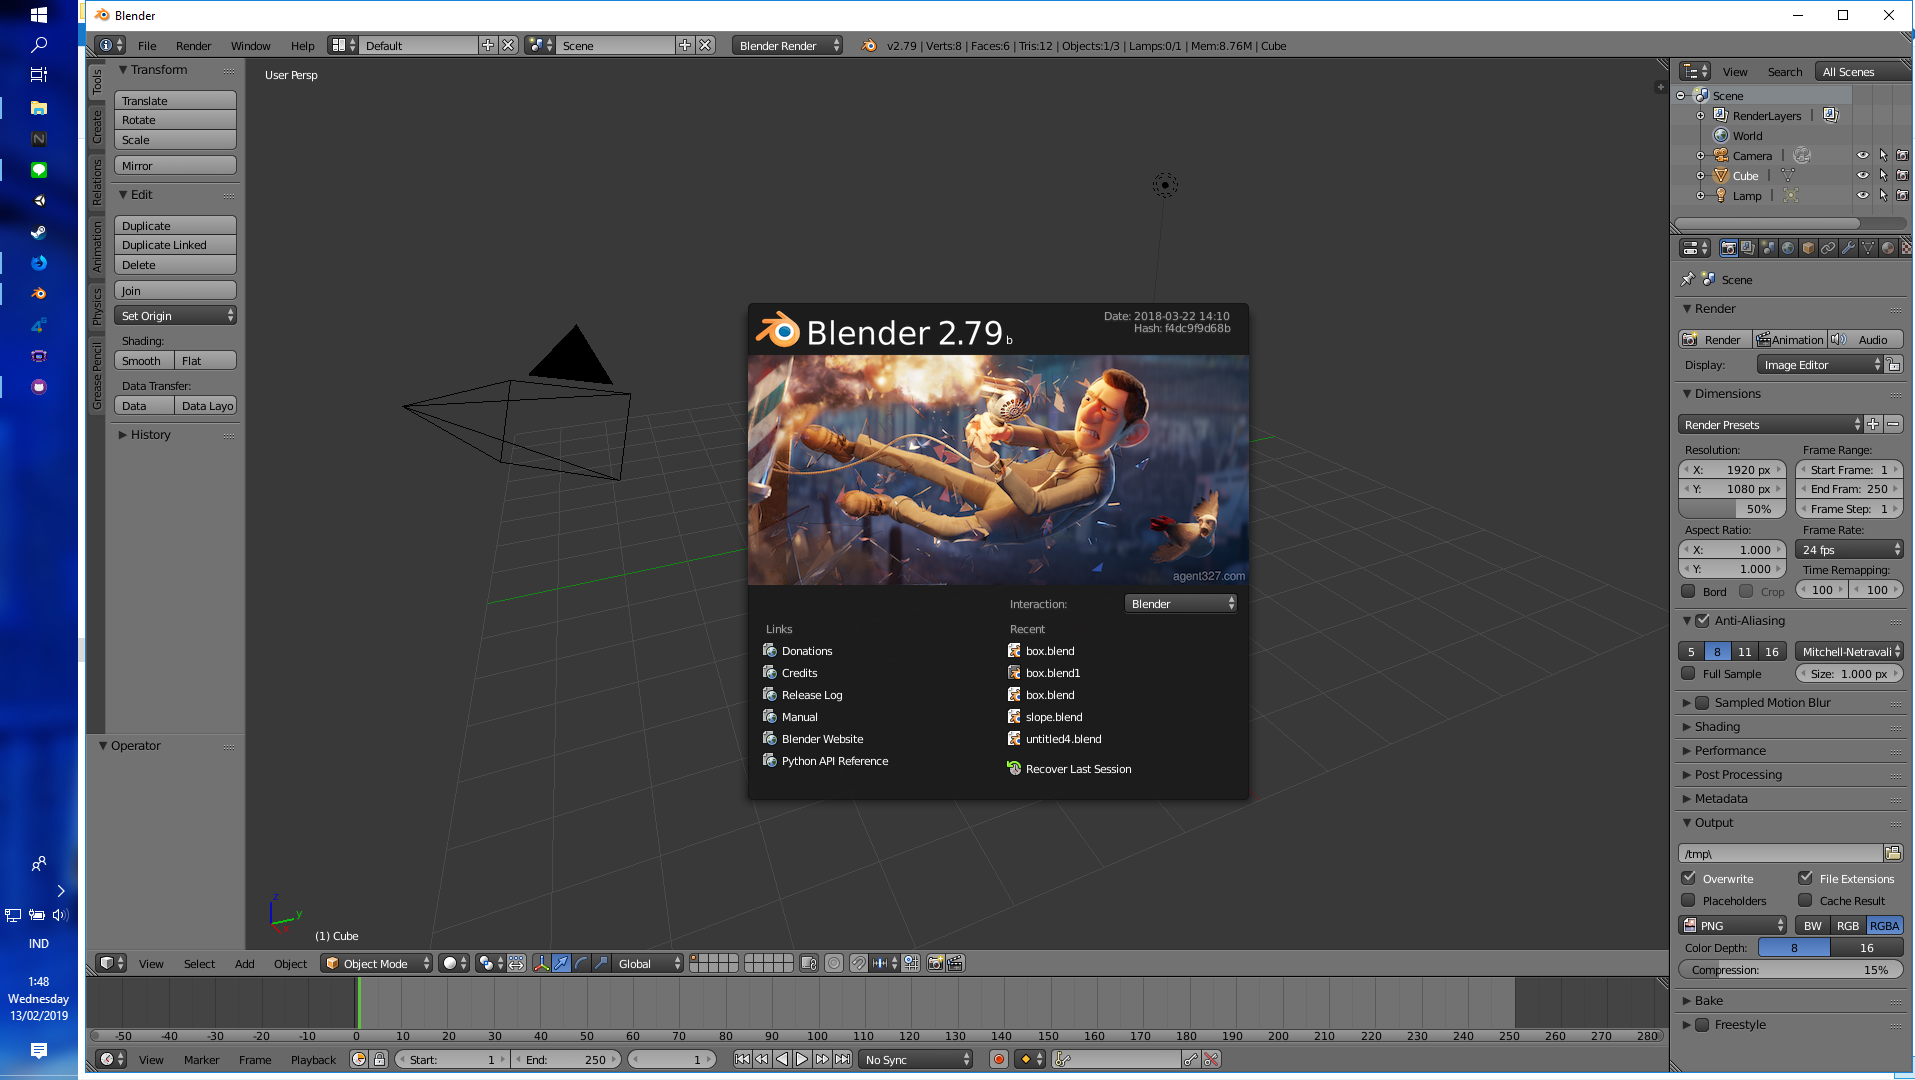 Blender
File Render Window Help Default Scene Blender Render v2.79 | Verts:8 | Faces:6 | Tris:12 | Objects:1/3 | Lamps:0/1 | Mem:8.76M | Cube
Tools
Create
Relations
Animation
Physics
Grease Pencil
Transform
Translate
Rotate
Scale
Mirror
Edit
Duplicate
Duplicate Linked
Delete
Join
Set Origin
Shading:
Smooth Flat
Data Transfer:
Data Data Layo
History
Operator
User Persp
Blender 2.79 b
Date: 2018-03-22 14:10
Hash: f4dc9f9d68b
agent327.com
Interaction: Blender
Links
Donations
Credits
Release Log
Manual
Blender Website
Python API Reference
Recent
box.blend
box.blend1
box.blend
slope.blend
untitled4.blend
Recover Last Session
z
y
(1) Cube
View Select Add Object Object Mode Global
-50 -40 -30 -20 -10 0 10 20 30 40 50 60 70 80 90 100 110 120 130 140 150 160 170 180 190 200 210 220 230 240 250 260 270 280
View Marker Frame Playback Start: 1 End: 250 1 No Sync
View Search All Scenes
Scene
RenderLayers
World
Camera
Cube
Lamp
Scene
Render
Render Animation Audio
Display: Image Editor
Dimensions
Render Presets
Resolution: Frame Range:
X: 1920 px Start Frame: 1
Y: 1080 px End Fram: 250
50% Frame Step: 1
Aspect Ratio: Frame Rate:
X: 1.000 24 fps
Y: 1.000 Time Remapping:
Bord Crop 100 100
Anti-Aliasing
5 8 11 16 Mitchell-Netravali
Full Sample Size: 1.000 px
Sampled Motion Blur
Shading
Performance
Post Processing
Metadata
Output
/tmp\
Overwrite File Extensions
Placeholders Cache Result
PNG BW RGB RGBA
Color Depth: 8 16
Compression: 15%
Bake
Freestyle
IND
1:48
Wednesday
13/02/2019